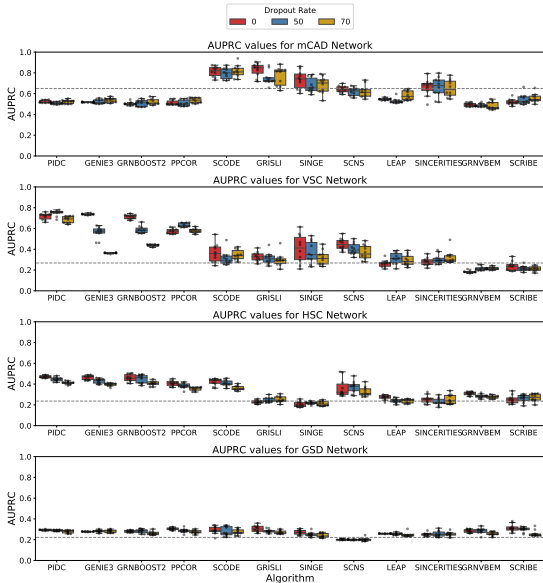 Dropout Rate
0 50 70
AUPRC values for mCAD Network
AUPRC
1.0
0.8
0.6
0.4
0.2
0.0
PIDC GENIE3 GRNBOOST2 PPCOR SCODE GRISLI SINGE SCNS LEAP SINCERITIES GRNVBEM SCRIBE
AUPRC values for VSC Network
AUPRC
1.0
0.8
0.6
0.4
0.2
0.0
PIDC GENIE3 GRNBOOST2 PPCOR SCODE GRISLI SINGE SCNS LEAP SINCERITIES GRNVBEM SCRIBE
AUPRC values for HSC Network
AUPRC
1.0
0.8
0.6
0.4
0.2
0.0
PIDC GENIE3 GRNBOOST2 PPCOR SCODE GRISLI SINGE SCNS LEAP SINCERITIES GRNVBEM SCRIBE
AUPRC values for GSD Network
AUPRC
1.0
0.8
0.6
0.4
0.2
0.0
PIDC GENIE3 GRNBOOST2 PPCOR SCODE GRISLI SINGE SCNS LEAP SINCERITIES GRNVBEM SCRIBE
Algorithm